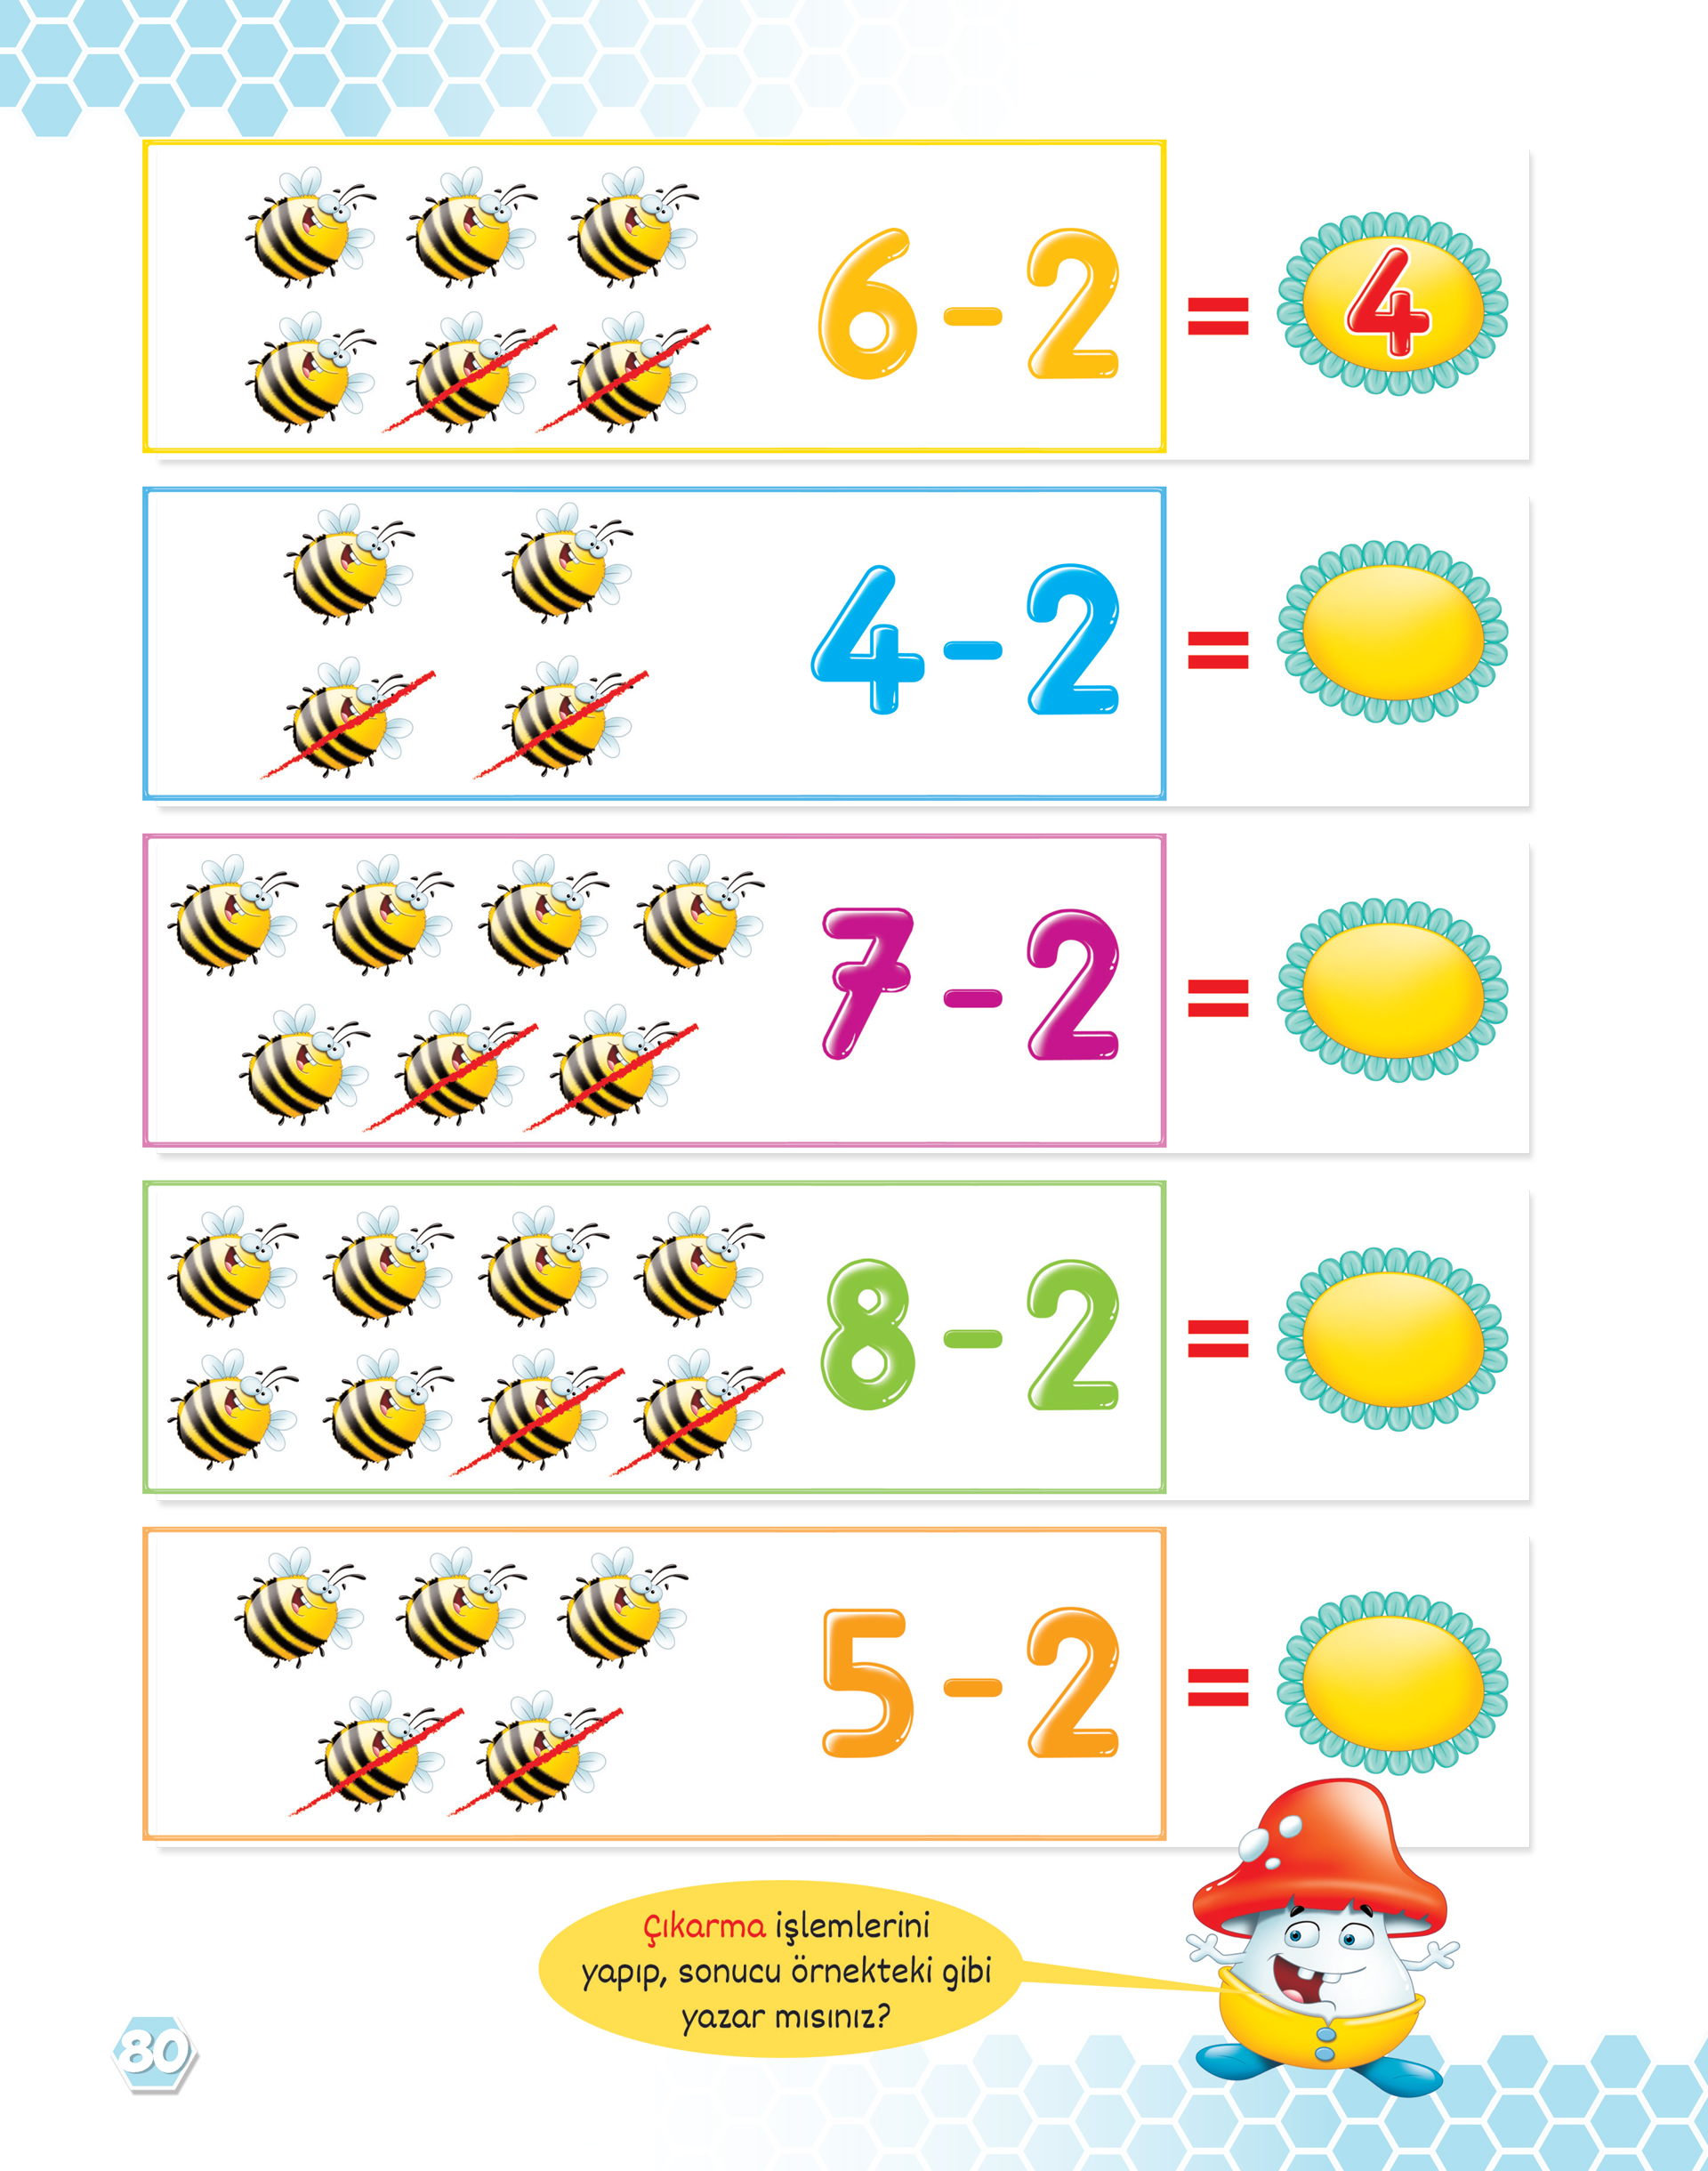 6 - 2 = 4
4 - 2 =
7 - 2 =
8 - 2 =
5 - 2 =
Çıkarma işlemlerini
yapıp, sonucu örnekteki gibi
yazar mısınız?
80